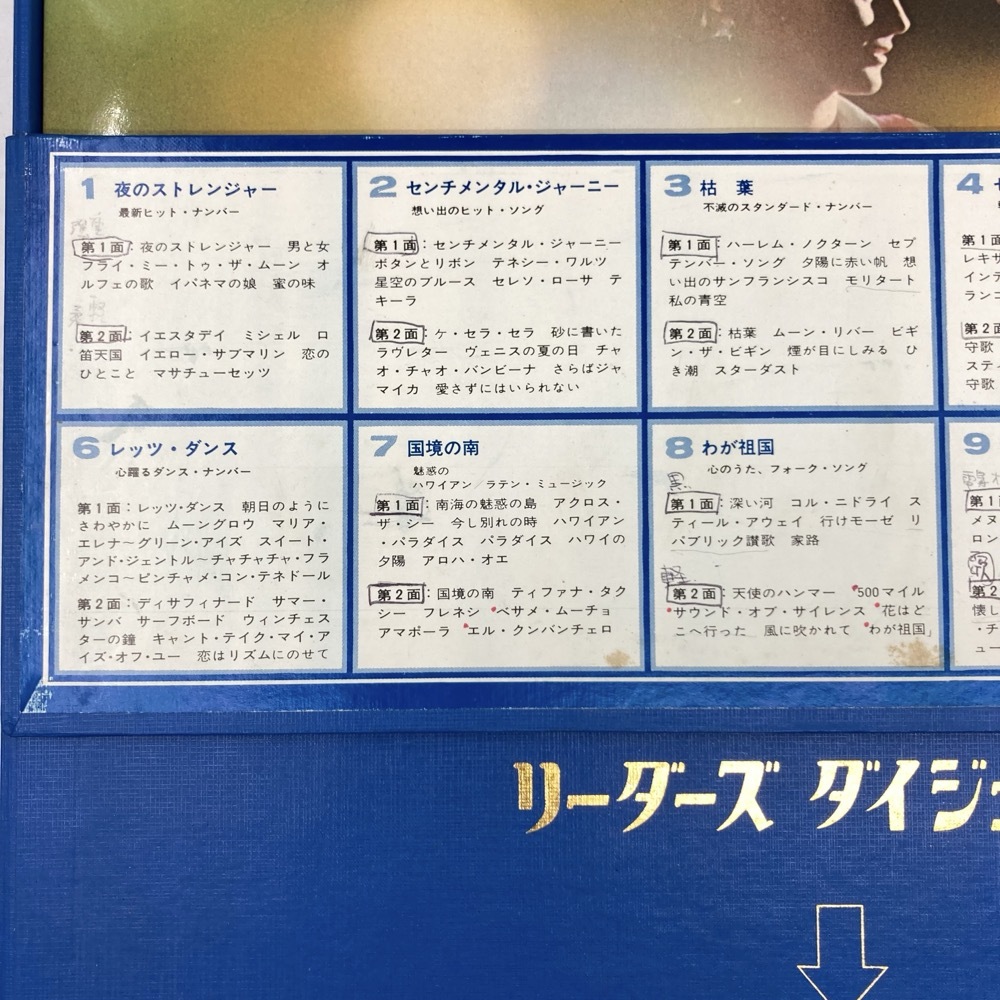 1 夜のストレンジャー
最新ヒット・ナンバー
第1面：夜のストレンジャー 男と女
フライ・ミー・トゥ・ザ・ムーン オ
ルフェの歌 イパネマの娘 蜜の味
第2面：イエスタデイ ミシェル 口
笛天国 イエロー・サブマリン 恋の
ひとこと マサチューセッツ
2 センチメンタル・ジャーニー
想い出のヒット・ソング
第1面：センチメンタル・ジャーニー
ボタンとリボン テネシー・ワルツ
星空のブルース セレソ・ローサ テ
キーラ
第2面：ケ・セラ・セラ 砂に書いた
ラヴレター ヴェニスの夏の日 チャ
オ・チャオ・バンビーナ さらばジャ
マイカ 愛さずにはいられない
3 枯葉
不滅のスタンダード・ナンバー
第1面：ハーレム・ノクターン セプ
テンバー・ソング 夕陽に赤い帆 想
い出のサンフランシスコ モリタート
私の青空
第2面：枯葉 ムーン・リバー ビギ
ン・ザ・ビギン 煙が目にしみる ひ
き潮 スターダスト
4
第1面
レキサ
インテ
ランニ
第2面
守歌
スティ
守歌
6 レッツ・ダンス
心躍るダンス・ナンバー
第1面：レッツ・ダンス 朝日のように
さわやかに ムーングロウ マリア・
エレナ〜グリーン・アイズ スイート・
アンド・ジェントル〜チャチャチャ・フラ
メンコ〜ピンチャメ・コン・テネドール
第2面：ディサフィナード サマー・
サンバ サーフボード ウィンチェス
ターの鐘 キャント・テイク・マイ・ア
イズ・オフ・ユー 恋はリズムにのせて
7 国境の南
魅惑の
ハワイアン／ラテン・ミュージック
第1面：南海の魅惑の島 アクロス・
ザ・シー 今し別れの時 ハワイアン
・パラダイス パラダイス ハワイの
夕陽 アロハ・オエ
第2面：国境の南 ティファナ・タク
シー フレネシ ベサメ・ムーチョ
アマポーラ エル・クンバンチェロ
8 わが祖国
心のうた、フォーク・ソング
黒
第1面：深い河 コル・ニドライ ス
ティール・アウェイ 行けモーゼ リ
パブリック讃歌 家路
軽
第2面：天使のハンマー 500マイル
サウンド・オブ・サイレンス 花はど
こへ行った 風に吹かれて 「わが祖国」
9
第1
メヌ
ロン
第2
懐し
・チ
ュー
リーダーズ ダイジ